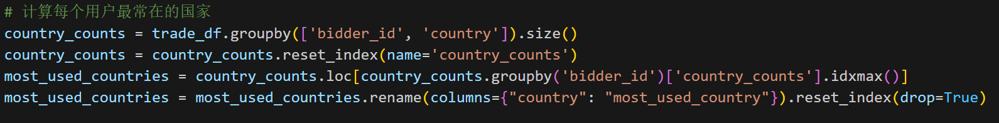 # 计算每个用户最常在的国家
country_counts = trade_df.groupby(['bidder_id', 'country']).size()
country_counts = country_counts.reset_index(name='country_counts')
most_used_countries = country_counts.loc[country_counts.groupby('bidder_id')['country_counts'].idxmax()]
most_used_countries = most_used_countries.rename(columns={"country": "most_used_country"}).reset_index(drop=True)